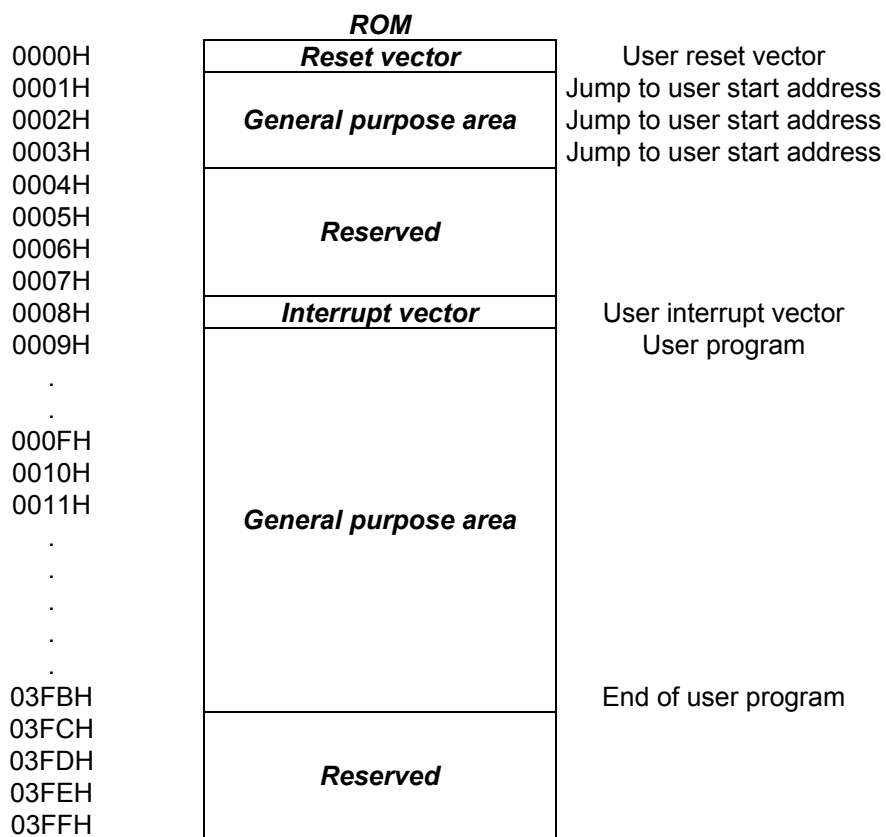 ROM
0000H Reset vector User reset vector
0001H Jump to user start address
0002H General purpose area Jump to user start address
0003H Jump to user start address
0004H
0005H
Reserved
0006H
0007H
0008H Interrupt vector User interrupt vector
0009H User program
.
.
000FH
0010H
0011H
General purpose area
.
.
.
.
.
03FBH End of user program
03FCH
03FDH
Reserved
03FEH
03FFH